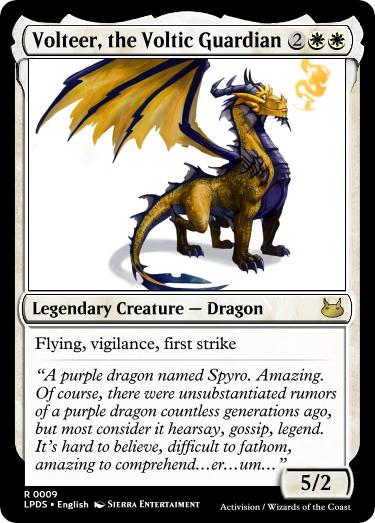 Volteer, the Voltic Guardian 2
Legendary Creature — Dragon
Flying, vigilance, first strike
“A purple dragon named Spyro. Amazing.
Of course, there were unsubstantiated rumors
of a purple dragon countless generations ago,
but most consider it hearsay, gossip, legend.
It’s hard to believe, difficult to fathom,
amazing to comprehend…er…um…”
5/2
R 0009
LPDS • English Sierra Entertaiment
Activision / Wizards of the Coast